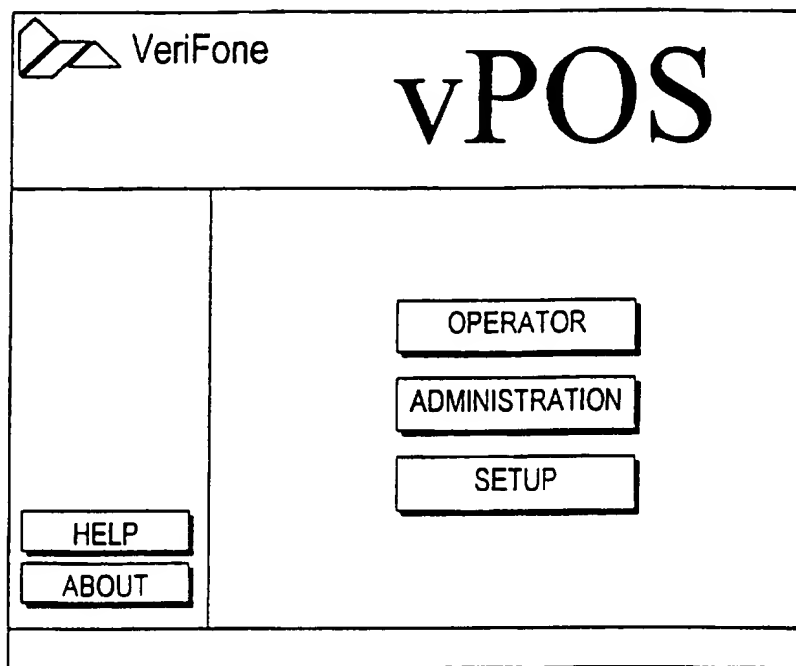 VeriFone
vPOS
OPERATOR
ADMINISTRATION
SETUP
HELP
ABOUT